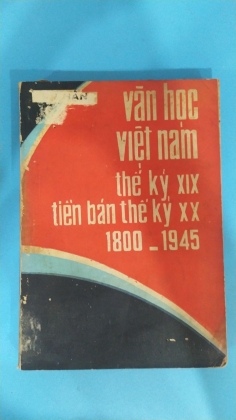 văn học
việt nam
thế kỷ XIX
tiền bán thế kỷ XX
1800 - 1945